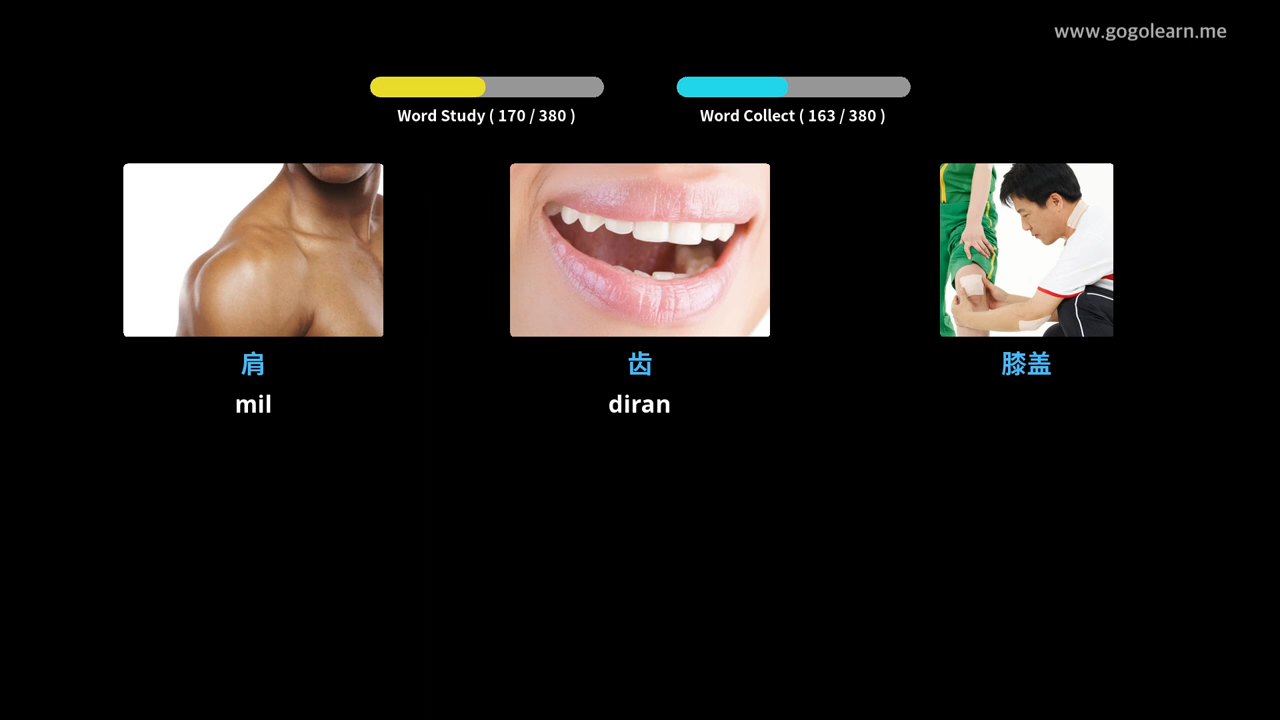 www.gogolearn.me
Word Study ( 170 / 380 )
Word Collect ( 163 / 380 )
肩
齿
膝盖
mil
diran